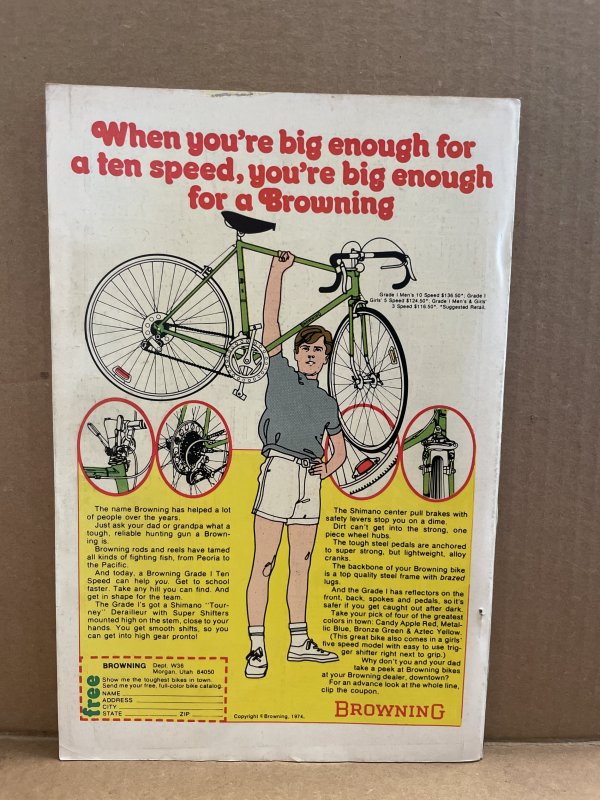 When you're big enough for
a ten speed, you're big enough
for a Browning
Grade I Men's 10 Speed $136.50*; Grade I
Girls' 5 Speed $124.50*; Grade I Men's & Girls'
3 Speed $116.50*. *Suggested Retail.
The name Browning has helped a lot
of people over the years.
Just ask your dad or grandpa what a
tough, reliable hunting gun a Brown-
ing is.
Browning rods and reels have tamed
all kinds of fighting fish, from Peoria to
the Pacific.
And today, a Browning Grade I Ten
Speed can help you. Get to school
faster. Take any hill you can find. And
get in shape for the team.
The Grade I's got a Shimano "Tour-
ney" Derailleur with Super Shifters
mounted high on the stem, close to your
hands. You get smooth shifts, so you
can get into high gear pronto!
The Shimano center pull brakes with
safety levers stop you on a dime.
Dirt can't get into the strong, one
piece wheel hubs.
The tough steel pedals are anchored
to super strong, but lightweight, alloy
cranks.
The backbone of your Browning bike
is a top quality steel frame with brazed
lugs.
And the Grade I has reflectors on the
front, back, spokes and pedals, so it's
safer if you get caught out after dark.
Take your pick of four of the greatest
colors in town: Candy Apple Red, Metal-
lic Blue, Bronze Green & Aztec Yellow.
(This great bike also comes in a girls'
five speed model with easy to use trig-
ger shifter right next to grip.)
Why don't you and your dad
take a peek at Browning bikes
at your Browning dealer, downtown?
For an advance look at the whole line,
clip the coupon.
free
BROWNING Dept. W36
Morgan, Utah 84050
Show me the toughest bikes in town.
Send me your free, full-color bike catalog.
NAME
ADDRESS
CITY
STATE ZIP
Copyright © Browning, 1974.
BROWNING